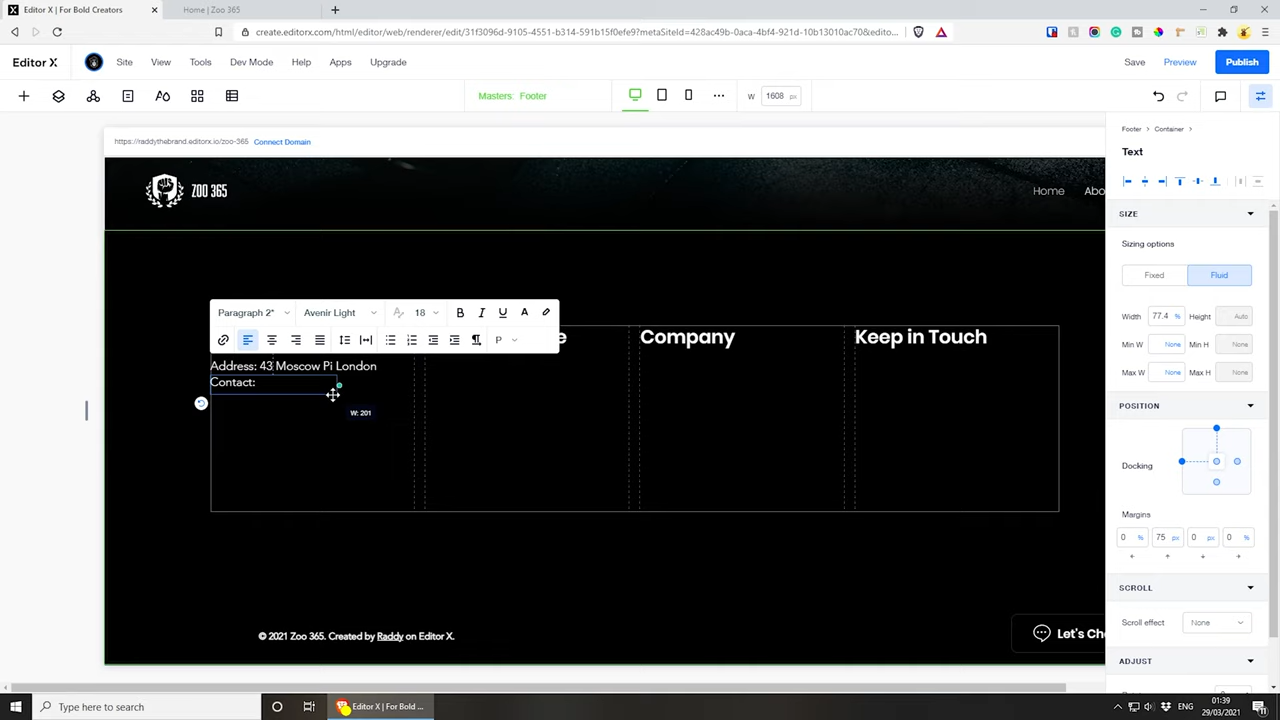 Editor X | For Bold Creators
Home | Zoo 365
create.editorx.com/html/editor/web/renderer/edit/31f3096d-9105-4551-b314-591b15f0efe9?metaSiteId=428ac49b-0aca-4bf4-921d-10b13010ac70&edito...
Editor X
Site
View
Tools
Dev Mode
Help
Apps
Upgrade
Save
Preview
Publish
Masters: Footer
W
1608 px
https://raddythebrand.editorx.io/zoo-365
Connect Domain
Footer > Container >
Text
ZOO 365
Home
Abo
SIZE
Sizing options
Fixed
Fluid
Width 77.4 % Height Auto
Min W None Min H None
Max W None Max H None
Paragraph 2*
Avenir Light
18
B I U A
P
e
Company
Keep in Touch
Address: 43 Moscow Pi London
Contact:
W: 201
POSITION
Docking
Margins
0 % 75 px 0 px 0 %
SCROLL
Scroll effect
None
ADJUST
© 2021 Zoo 365. Created by Raddy on Editor X.
Let's Cha
Type here to search
Editor X | For Bold ...
ENG
01:39
29/03/2021